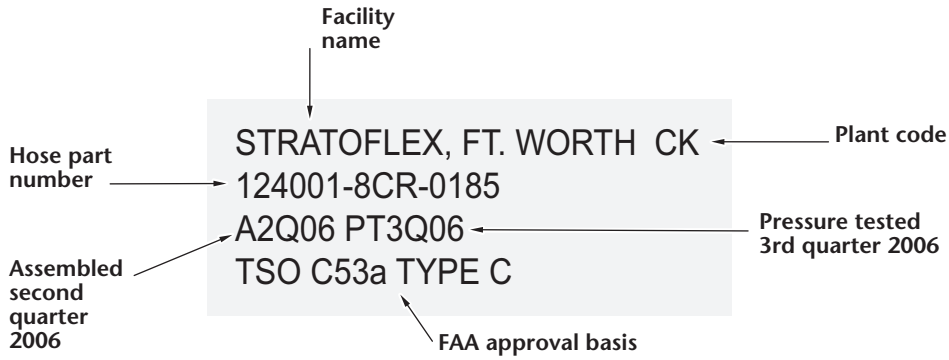 Facility
name
STRATOFLEX, FT. WORTH CK
Plant code
Hose part
number
124001-8CR-0185
A2Q06 PT3Q06
Pressure tested
3rd quarter 2006
Assembled
second
quarter
2006
TSO C53a TYPE C
FAA approval basis